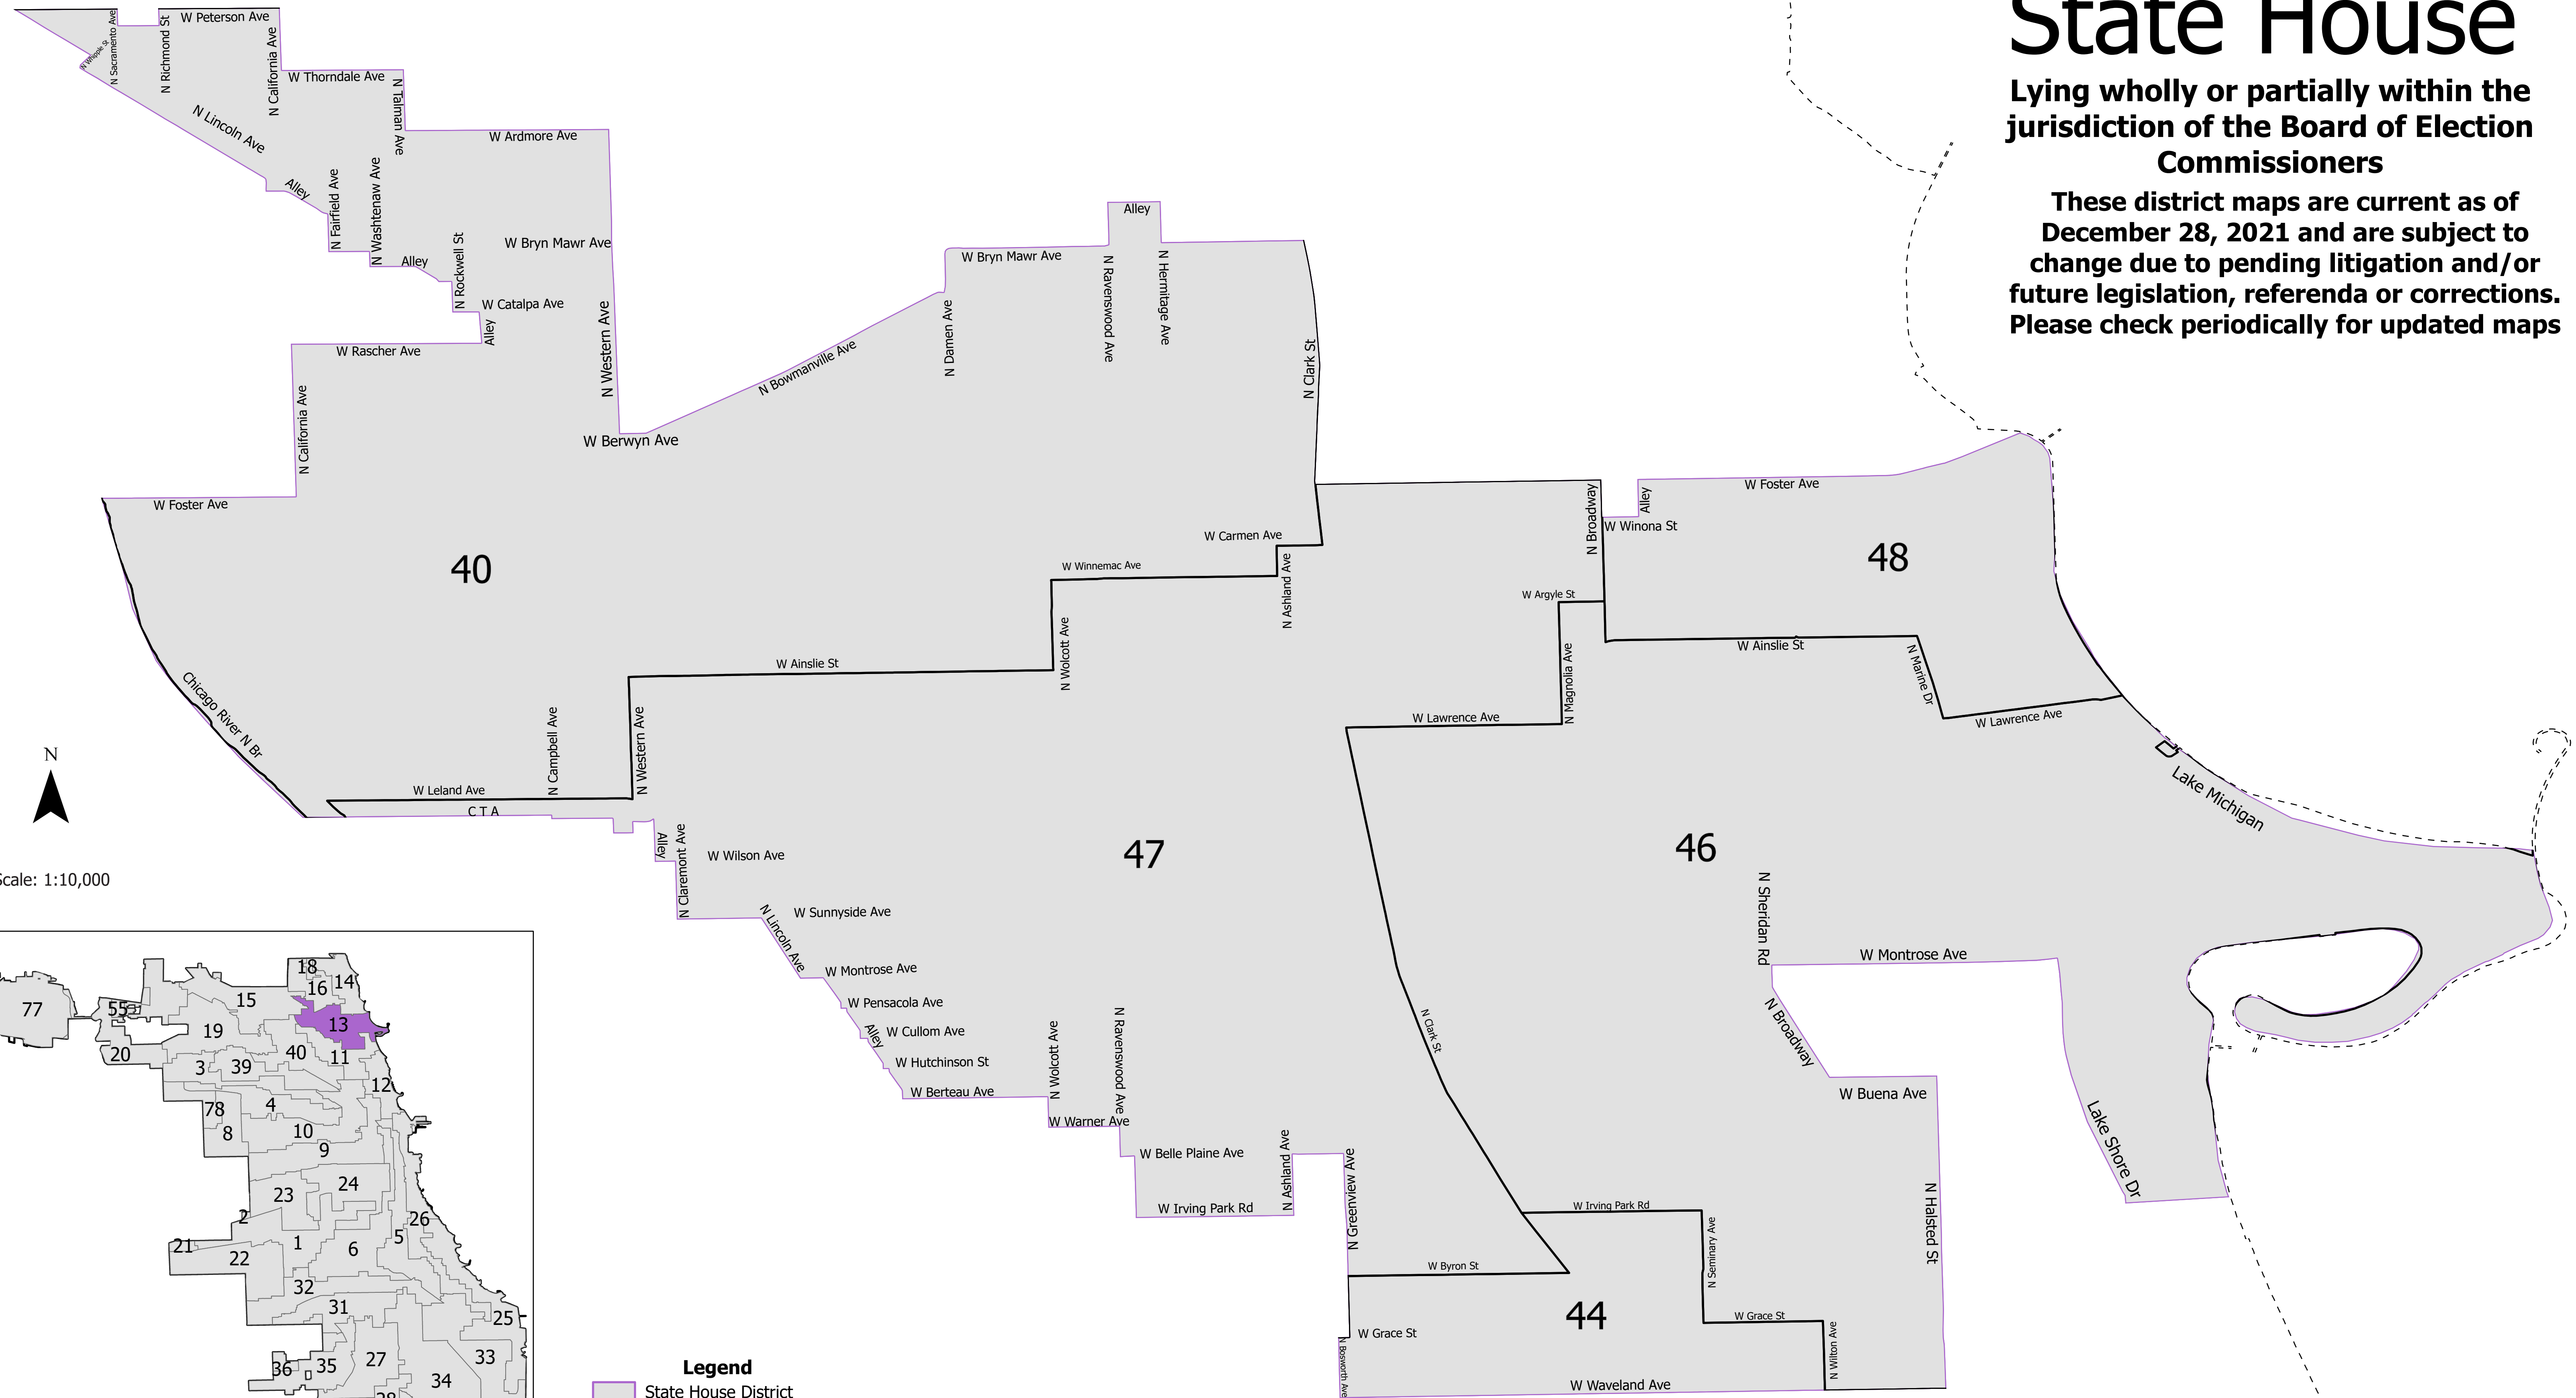 State House
Lying wholly or partially within the
jurisdiction of the Board of Election
Commissioners
These district maps are current as of
December 28, 2021 and are subject to
change due to pending litigation and/or
future legislation, referenda or corrections.
Please check periodically for updated maps
W Peterson Ave
N Whipple St
N Sacramento Ave
N Richmond St
N California Ave
W Thorndale Ave
N Talman Ave
N Lincoln Ave
W Ardmore Ave
Alley
N Fairfield Ave
N Washtenaw Ave
Alley
N Rockwell St
W Bryn Mawr Ave
W Catalpa Ave
Alley
W Rascher Ave
N California Ave
N Western Ave
W Berwyn Ave
N Bowmanville Ave
N Damen Ave
W Bryn Mawr Ave
Alley
N Ravenswood Ave
N Hermitage Ave
N Clark St
W Foster Ave
40
W Carmen Ave
W Winnemac Ave
N Ashland Ave
N Wolcott Ave
W Ainslie St
N Broadway
Alley
W Foster Ave
W Winona St
48
W Argyle St
N Magnolia Ave
W Ainslie St
N Marine Dr
W Lawrence Ave
W Lawrence Ave
Chicago River N Br
N Campbell Ave
N Western Ave
W Leland Ave
C T A
Lake Michigan
N
Scale: 1:10,000
Alley
N Claremont Ave
W Wilson Ave
47
46
W Sunnyside Ave
N Lincoln Ave
W Montrose Ave
W Pensacola Ave
Alley
W Cullom Ave
W Hutchinson St
W Berteau Ave
N Wolcott Ave
N Ravenswood Ave
W Warner Ave
W Belle Plaine Ave
N Ashland Ave
W Irving Park Rd
N Greenview Ave
N Clark St
N Sheridan Rd
W Montrose Ave
N Broadway
W Buena Ave
N Halsted St
Lake Shore Dr
W Irving Park Rd
N Seminary Ave
W Byron St
44
W Grace St
N Wilton Ave
W Grace St
N Bosworth Ave
W Waveland Ave
18
14
16
77
55
15
13
19
20
40
11
3
39
12
78
4
8
10
9
24
23
2
26
21
1
5
22
6
32
31
25
33
27
36
35
34
28
Legend
State House District